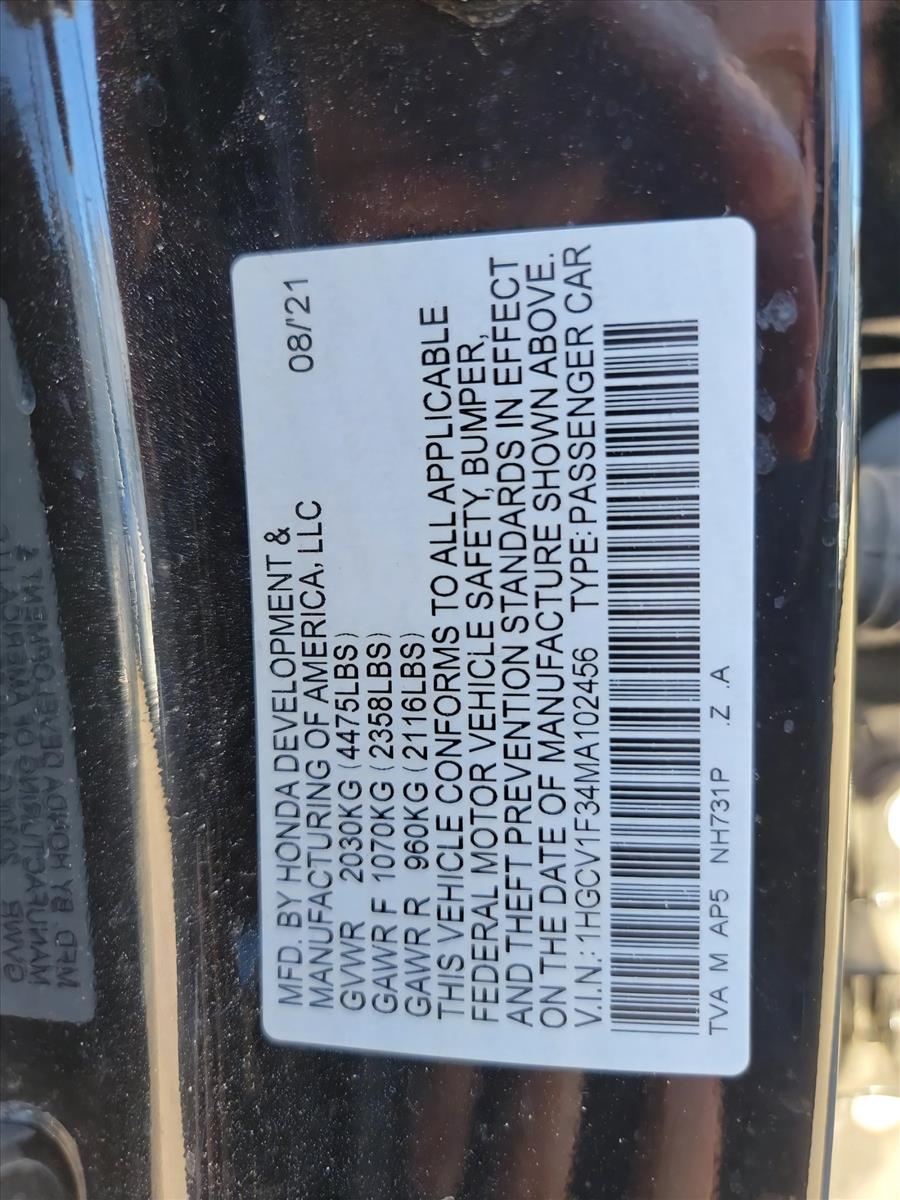 MFD. BY HONDA DEVELOPMENT & 08/'21
MANUFACTURING OF AMERICA, LLC
GVWR 2030KG (4475LBS)
GAWR F 1070KG (2358LBS)
GAWR R 960KG (2116LBS)
THIS VEHICLE CONFORMS TO ALL APPLICABLE
FEDERAL MOTOR VEHICLE SAFETY, BUMPER,
AND THEFT PREVENTION STANDARDS IN EFFECT
ON THE DATE OF MANUFACTURE SHOWN ABOVE.
V.I.N.: 1HGCV1F34MA102456 TYPE: PASSENGER CAR
TVA M AP5 NH731P .Z .A